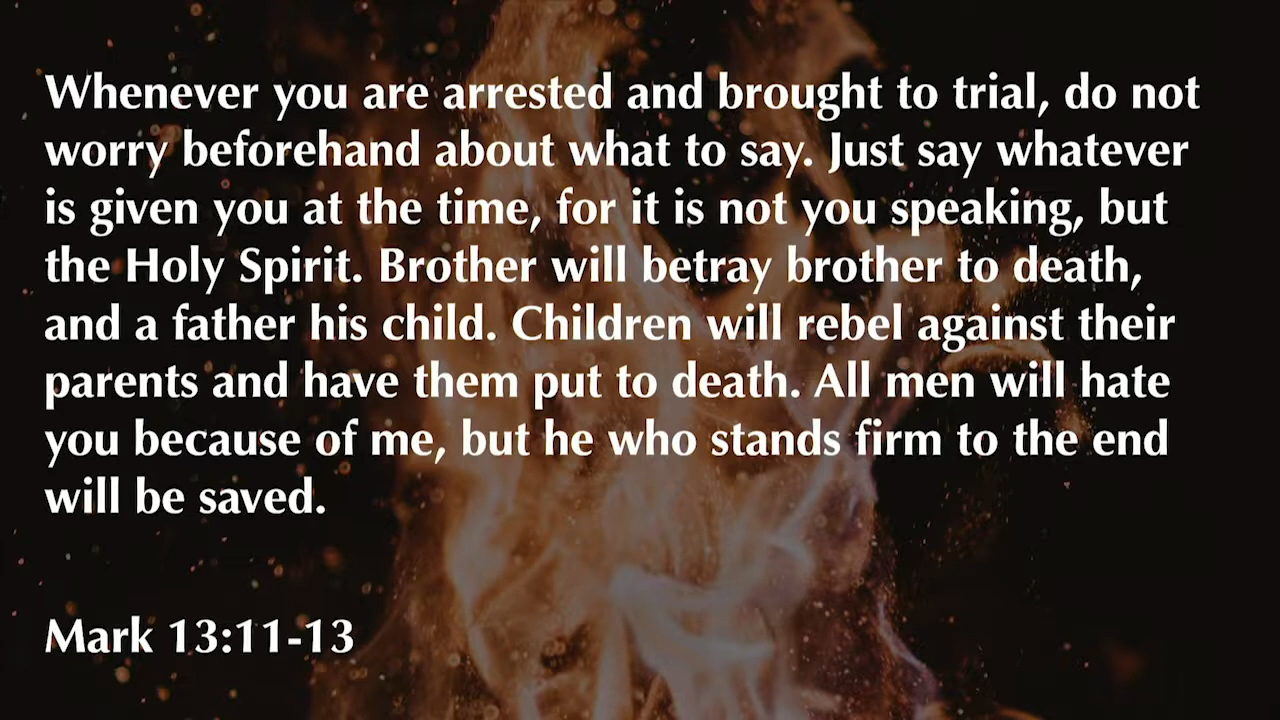 Whenever you are arrested and brought to trial, do not
worry beforehand about what to say. Just say whatever
is given you at the time, for it is not you speaking, but
the Holy Spirit. Brother will betray brother to death,
and a father his child. Children will rebel against their
parents and have them put to death. All men will hate
you because of me, but he who stands firm to the end
will be saved.
Mark 13:11-13